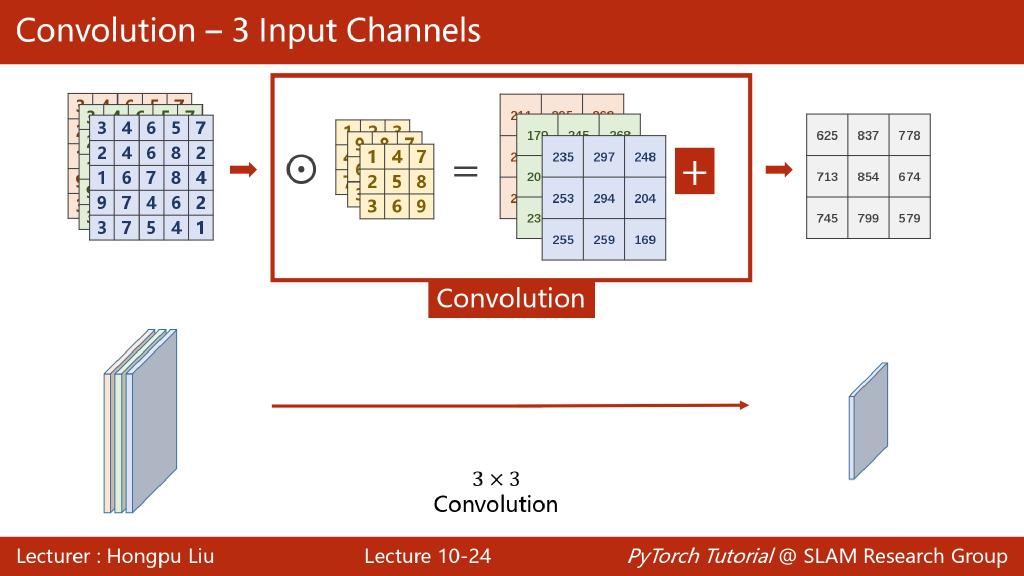 Convolution – 3 Input Channels
3 4 6 5 7
2 4 6 8 2
1 6 7 8 4
9 7 4 6 2
3 7 5 4 1
⊙
1 4 7
2 5 8
3 6 9
=
235 297 248
253 294 204
255 259 169
+
625 837 778
713 854 674
745 799 579
Convolution
3 × 3
Convolution
Lecturer : Hongpu Liu
Lecture 10-24
PyTorch Tutorial @ SLAM Research Group